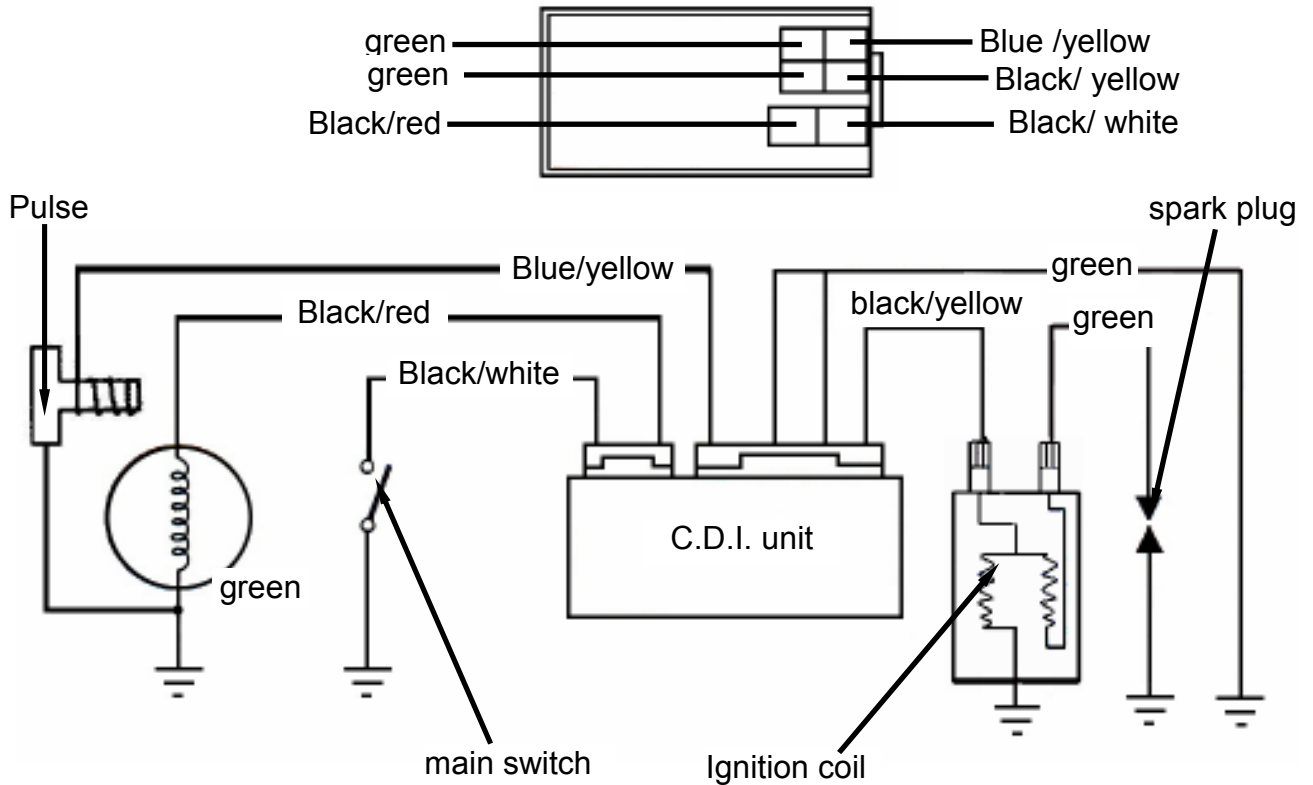 green
Blue /yellow
green
Black/ yellow
Black/red
Black/ white
Pulse
spark plug
Blue/yellow
green
Black/red
black/yellow
green
Black/white
C.D.I. unit
green
main switch
Ignition coil